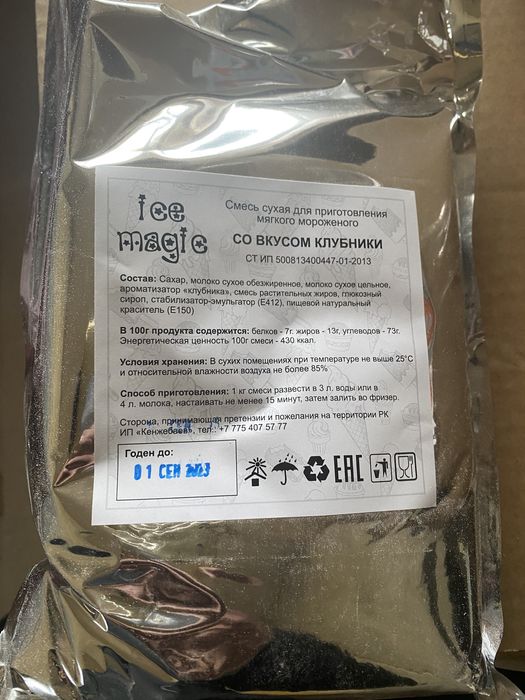 ice
magic
Смесь сухая для приготовления
мягкого мороженого
СО ВКУСОМ КЛУБНИКИ
СТ ИП 500813400447-01-2013
Состав: Сахар, молоко сухое обезжиренное, молоко сухое цельное,
ароматизатор «клубника», смесь растительных жиров, глюкозный
сироп, стабилизатор-эмульгатор (Е412), пищевой натуральный
краситель (Е150)
В 100г продукта содержится: белков - 7г. жиров - 13г, углеводов - 73г.
Энергетическая ценность 100г смеси - 430 ккал.
Условия хранения: В сухих помещениях при температуре не выше 25°С
и относительной влажности воздуха не более 85%
Способ приготовления: 1 кг смеси развести в 3 л. воды или в
4 л. молока, настаивать не менее 15 минут, затем залить во фризер.
Сторона, принимающая претензии и пожелания на территории РК
ИП «Кенжебаев», тел.: +7 775 407 57 77
Годен до:
01 СЕН 2023
EAC